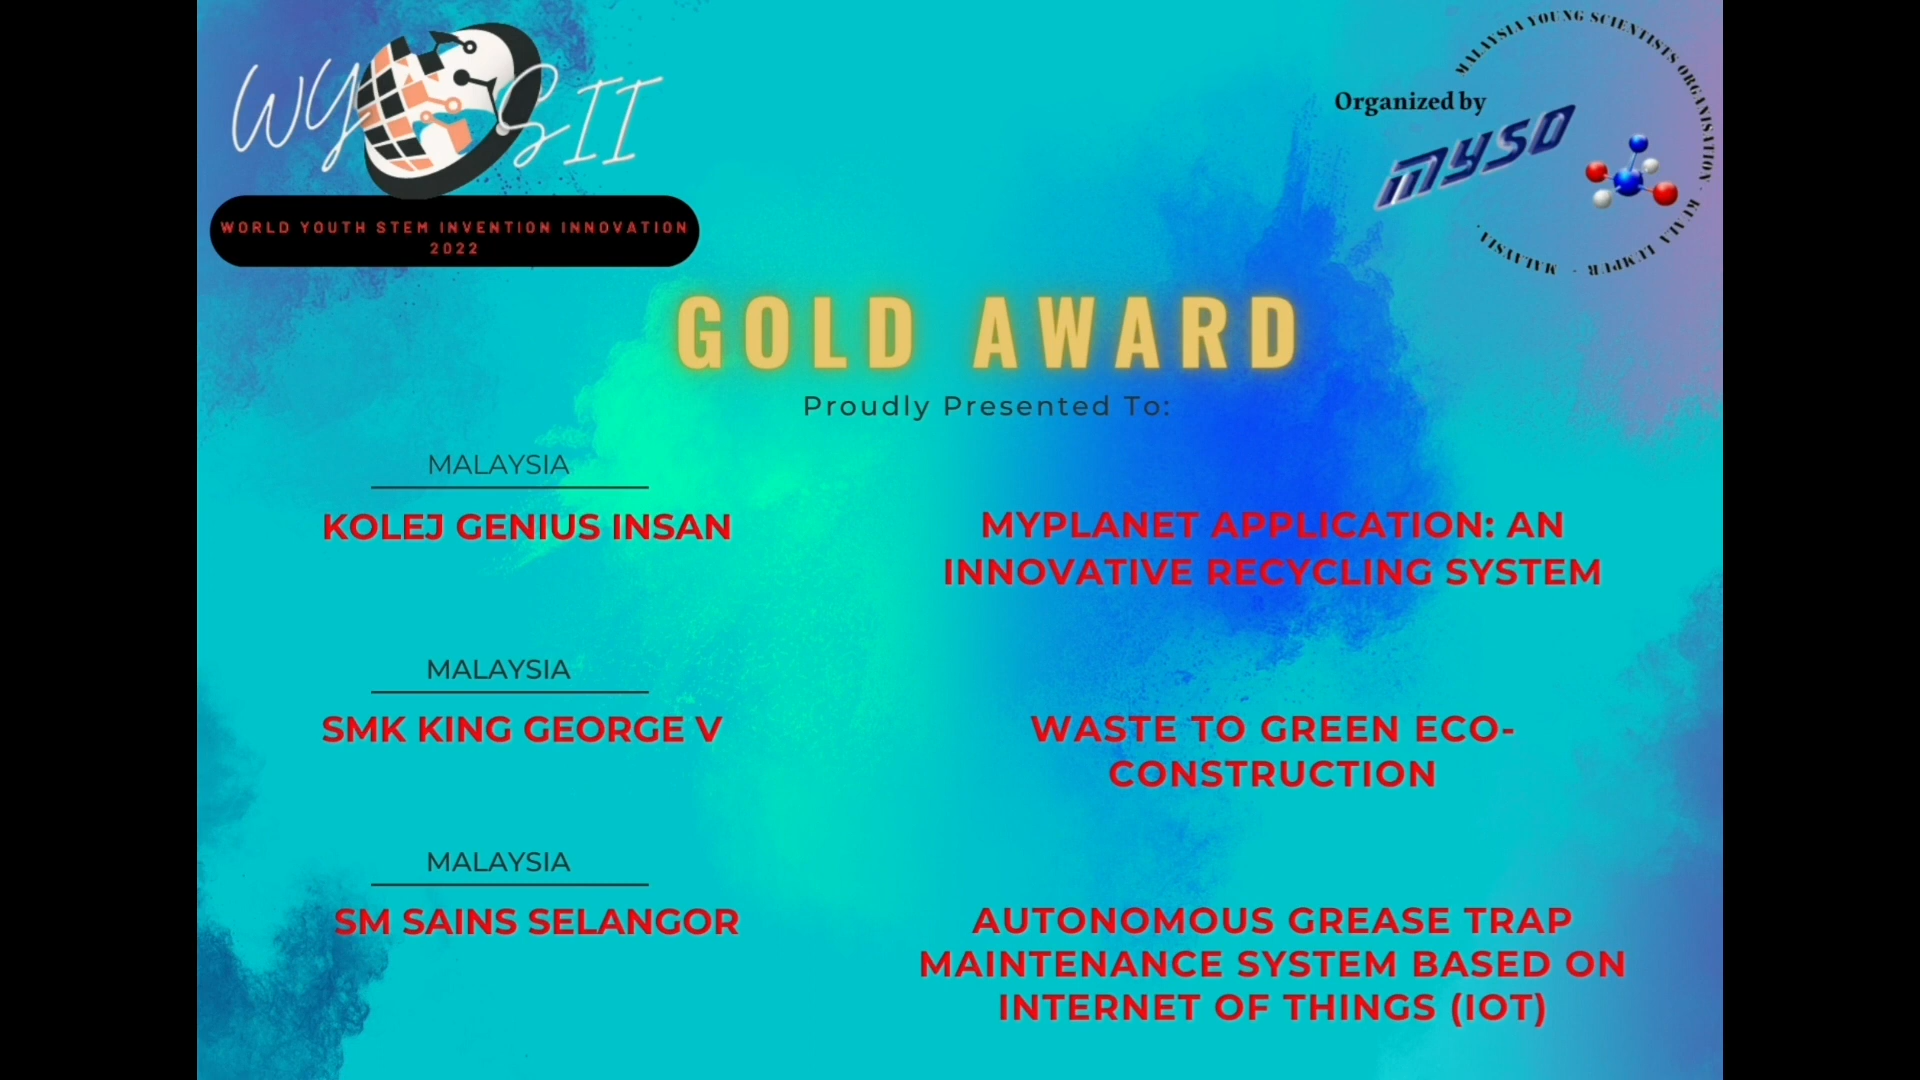 WYSII
WORLD YOUTH STEM INVENTION INNOVATION
2022
MALAYSIA YOUNG SCIENTISTS ORGANISATION · KUALA LUMPUR · MALAYSIA ·
Organized by
MYSO
GOLD AWARD
Proudly Presented To:
MALAYSIA
KOLEJ GENIUS INSAN
MYPLANET APPLICATION: AN
INNOVATIVE RECYCLING SYSTEM
MALAYSIA
SMK KING GEORGE V
WASTE TO GREEN ECO-
CONSTRUCTION
MALAYSIA
SM SAINS SELANGOR
AUTONOMOUS GREASE TRAP
MAINTENANCE SYSTEM BASED ON
INTERNET OF THINGS (IOT)